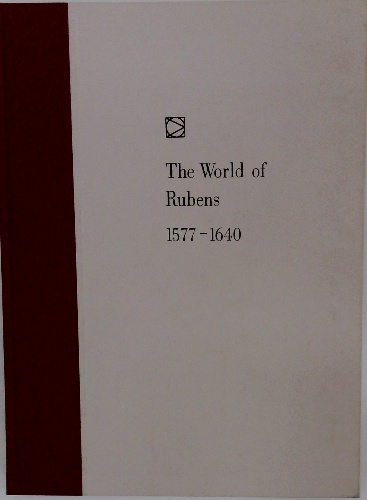 The World of
Rubens
1577-1640